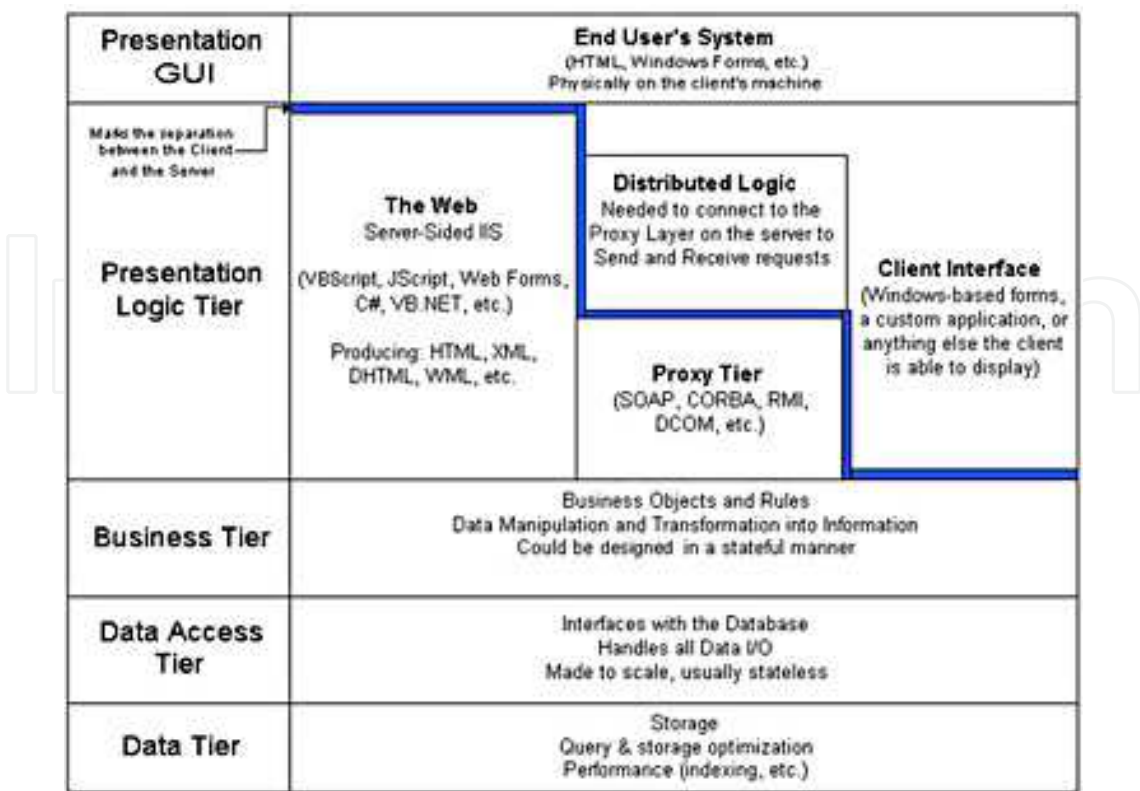 Presentation
GUI
End User's System
(HTML, Windows Forms, etc.)
Physically on the client's machine
Marks the separation
between the Client
and the Server
Presentation
Logic Tier
The Web
Server-Sided IIS
(VBScript, JScript, Web Forms,
C#, VB.NET, etc.)
Producing: HTML, XML,
DHTML, WML, etc.
Distributed Logic
Needed to connect to the
Proxy Layer on the server to
Send and Receive requests
Proxy Tier
(SOAP, CORBA, RMI,
DCOM, etc.)
Client Interface
(Windows-based forms,
a custom application, or
anything else the client
is able to display)
Business Tier
Business Objects and Rules
Data Manipulation and Transformation into Information
Could be designed in a stateful manner
Data Access
Tier
Interfaces with the Database
Handles all Data I/O
Made to scale, usually stateless
Data Tier
Storage
Query & storage optimization
Performance (indexing, etc.)